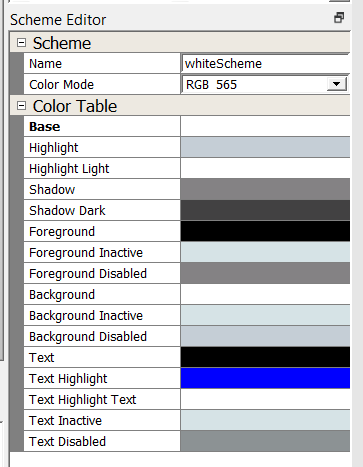 Scheme Editor
Scheme
Name whiteScheme
Color Mode RGB 565
Color Table
Base
Highlight
Highlight Light
Shadow
Shadow Dark
Foreground
Foreground Inactive
Foreground Disabled
Background
Background Inactive
Background Disabled
Text
Text Highlight
Text Highlight Text
Text Inactive
Text Disabled